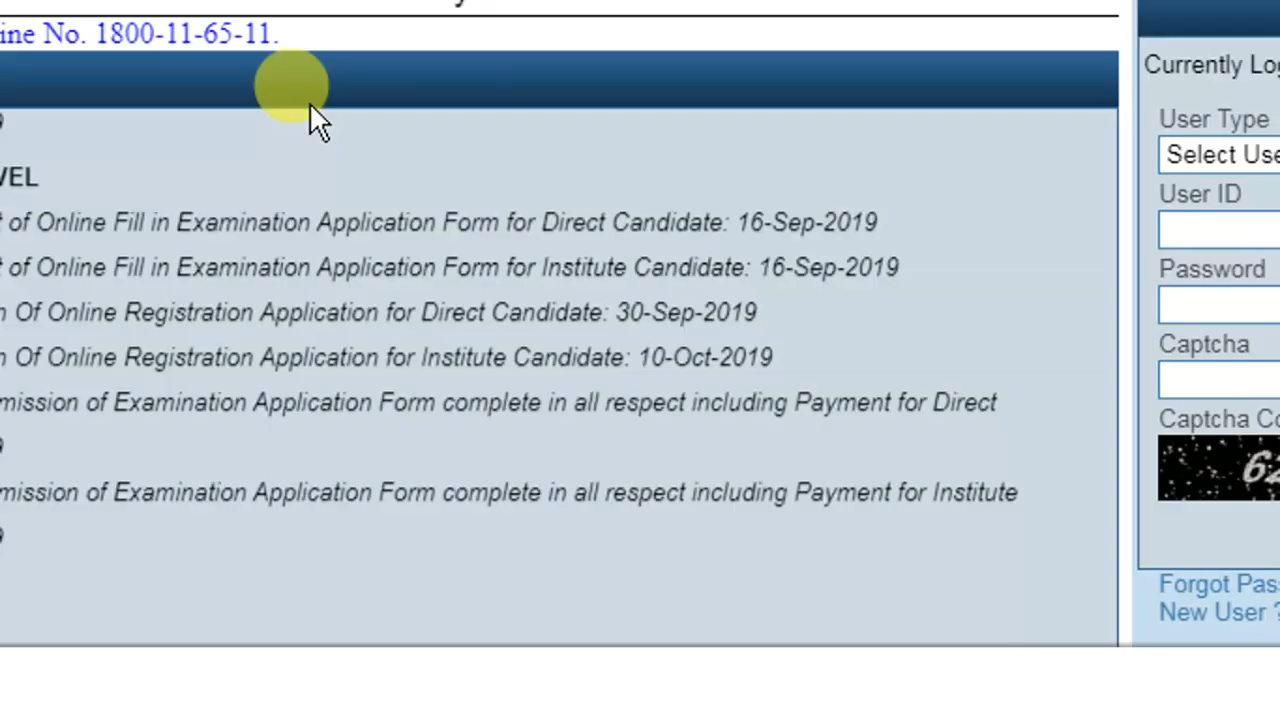 ine No. 1800-11-65-11.
Currently Log
User Type
VEL
Select Use
User ID
t of Online Fill in Examination Application Form for Direct Candidate: 16-Sep-2019
t of Online Fill in Examination Application Form for Institute Candidate: 16-Sep-2019
Password
n Of Online Registration Application for Direct Candidate: 30-Sep-2019
Captcha
n Of Online Registration Application for Institute Candidate: 10-Oct-2019
mission of Examination Application Form complete in all respect including Payment for Direct
Captcha Co
9
62
mission of Examination Application Form complete in all respect including Payment for Institute
9
Forgot Pas
New User ?